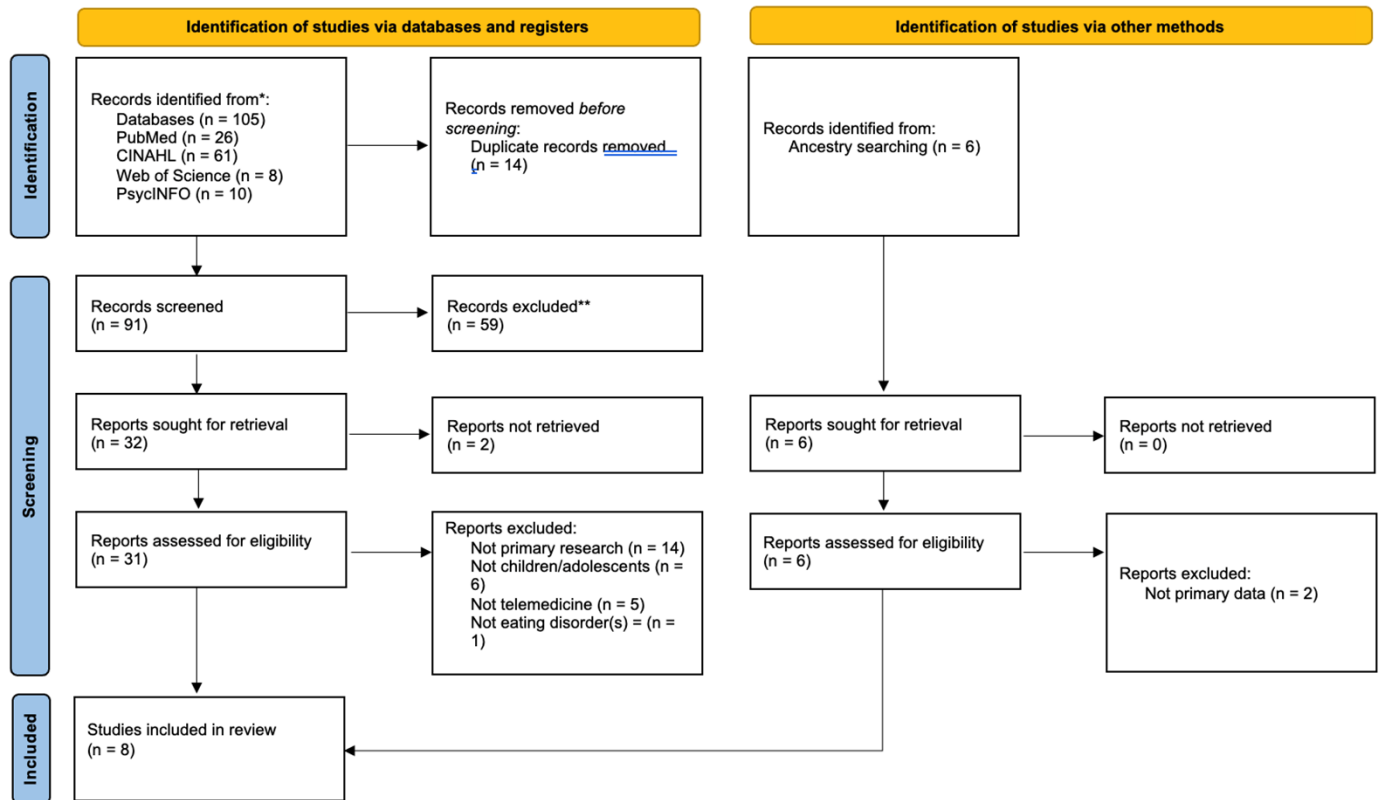 Identification of studies via databases and registers
Identification of studies via other methods
Identification
Records identified from*:
Databases (n = 105)
PubMed (n = 26)
CINAHL (n = 61)
Web of Science (n = 8)
PsycINFO (n = 10)
Records removed before
screening:
Duplicate records removed
(n = 14)
Records identified from:
Ancestry searching (n = 6)
Screening
Records screened
(n = 91)
Records excluded**
(n = 59)
Reports sought for retrieval
(n = 32)
Reports not retrieved
(n = 2)
Reports sought for retrieval
(n = 6)
Reports not retrieved
(n = 0)
Reports assessed for eligibility
(n = 31)
Reports excluded:
Not primary research (n = 14)
Not children/adolescents (n =
6)
Not telemedicine (n = 5)
Not eating disorder(s) = (n =
1)
Reports assessed for eligibility
(n = 6)
Reports excluded:
Not primary data (n = 2)
Included
Studies included in review
(n = 8)